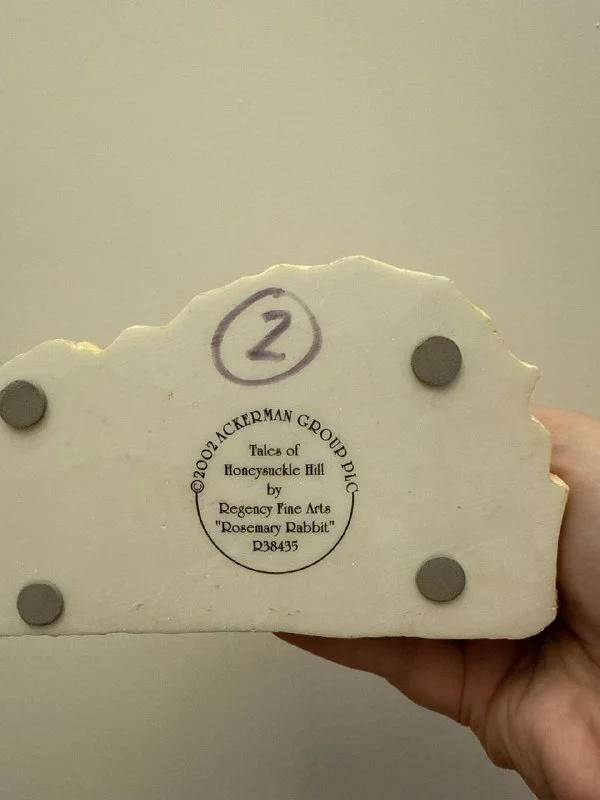 2
©2002 ACKERMAN GROUP PLC
Tales of
Honeysuckle Hill
by
Regency Fine Arts
"Rosemary Rabbit"
R38435